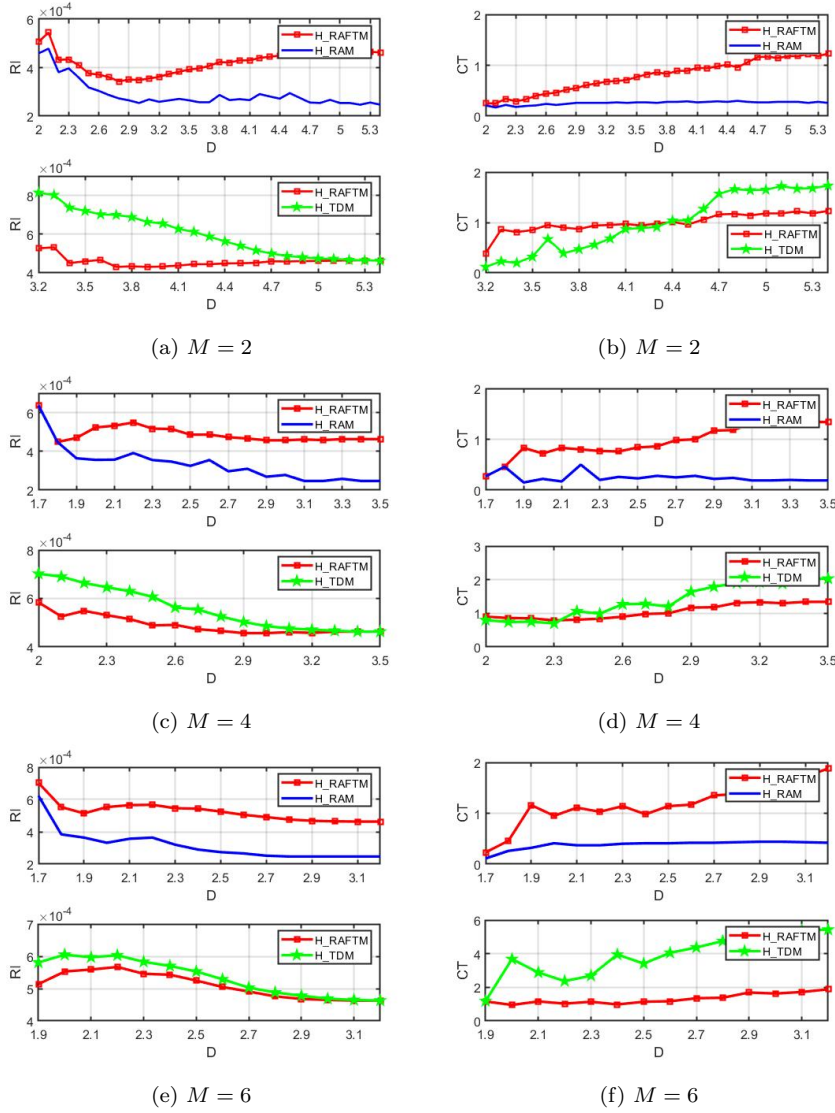 ×10⁻⁴
6
4
2
RI
H_RAFTM
H_RAM
2 2.3 2.6 2.9 3.2 3.5 3.8 4.1 4.4 4.7 5 5.3
D
×10⁻⁴
8
6
4
RI
H_RAFTM
H_TDM
3.2 3.5 3.8 4.1 4.4 4.7 5 5.3
D
(a) M = 2
2
1
0
CT
H_RAFTM
H_RAM
2 2.3 2.6 2.9 3.2 3.5 3.8 4.1 4.4 4.7 5 5.3
D
2
1
0
CT
H_RAFTM
H_TDM
3.2 3.5 3.8 4.1 4.4 4.7 5 5.3
D
(b) M = 2
×10⁻⁴
6
4
2
RI
H_RAFTM
H_RAM
1.7 1.9 2.1 2.3 2.5 2.7 2.9 3.1 3.3 3.5
D
×10⁻⁴
8
6
4
RI
H_RAFTM
H_TDM
2 2.3 2.6 2.9 3.2 3.5
D
(c) M = 4
2
1
0
CT
H_RAFTM
H_RAM
1.7 1.9 2.1 2.3 2.5 2.7 2.9 3.1 3.3 3.5
D
3
2
1
0
CT
H_RAFTM
H_TDM
2 2.3 2.6 2.9 3.2 3.5
D
(d) M = 4
×10⁻⁴
8
6
4
2
RI
H_RAFTM
H_RAM
1.7 1.9 2.1 2.3 2.5 2.7 2.9 3.1
D
×10⁻⁴
7
6
5
4
RI
H_RAFTM
H_TDM
1.9 2.1 2.3 2.5 2.7 2.9 3.1
D
(e) M = 6
2
1
0
CT
H_RAFTM
H_RAM
1.7 1.9 2.1 2.3 2.5 2.7 2.9 3.1
D
6
4
2
0
CT
H_RAFTM
H_TDM
1.9 2.1 2.3 2.5 2.7 2.9 3.1
D
(f) M = 6